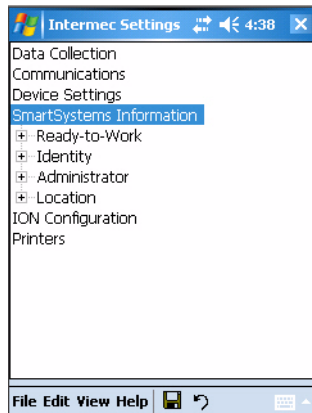 Intermec Settings 4:38
Data Collection
Communications
Device Settings
SmartSystems Information
Ready-to-Work
Identity
Administrator
Location
ION Configuration
Printers
File Edit View Help